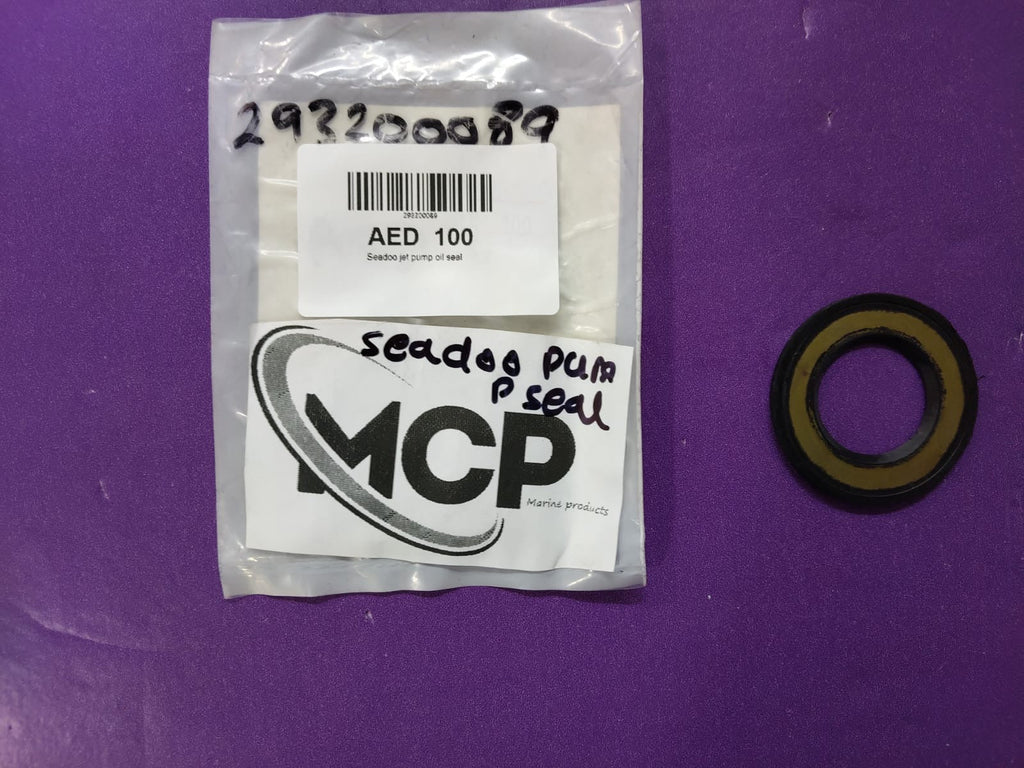 293200089
293200089
AED 100
Seadoo jet pump oil seal
seadoo pum
p seal
MCP
Marine products